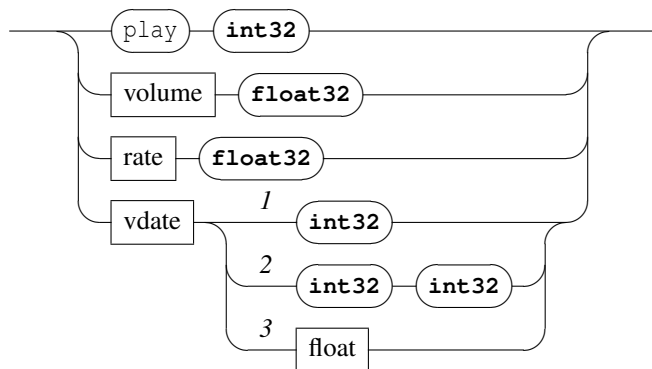 play int32
volume float32
rate float32
1
vdate int32
2
int32 int32
3
float